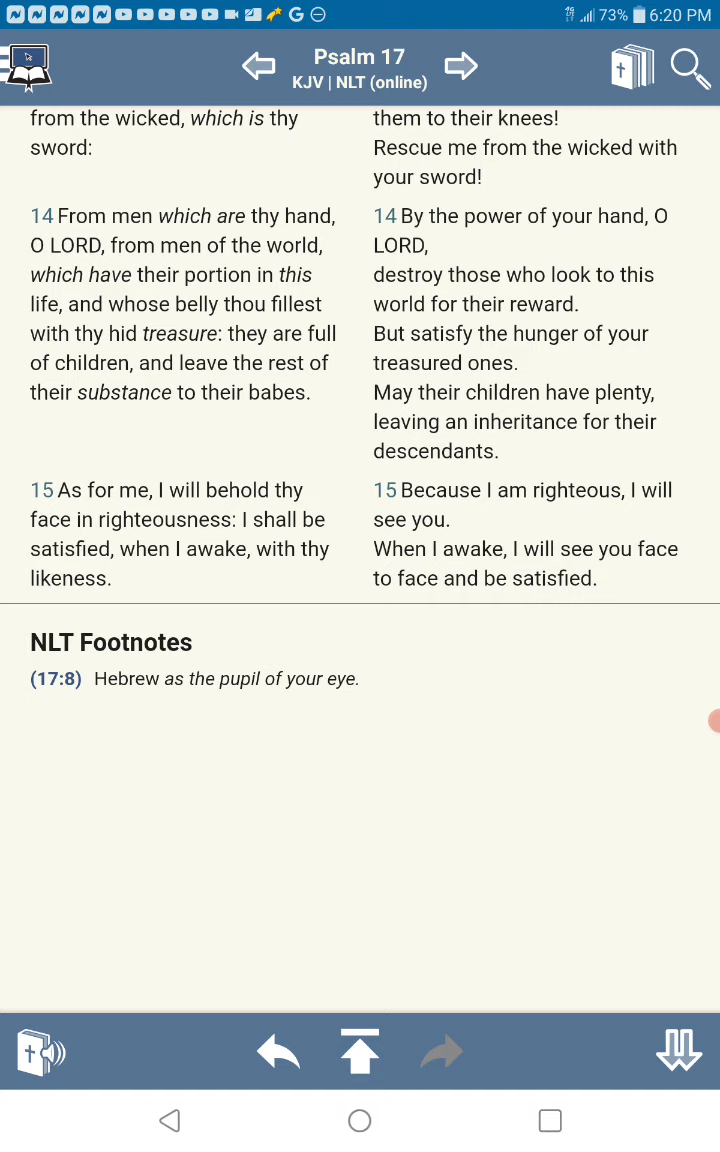 73% 6:20 PM
Psalm 17
KJV | NLT (online)
from the wicked, which is thy
sword:
14 From men which are thy hand,
O LORD, from men of the world,
which have their portion in this
life, and whose belly thou fillest
with thy hid treasure: they are full
of children, and leave the rest of
their substance to their babes.
15 As for me, I will behold thy
face in righteousness: I shall be
satisfied, when I awake, with thy
likeness.
them to their knees!
Rescue me from the wicked with
your sword!
14 By the power of your hand, O
LORD,
destroy those who look to this
world for their reward.
But satisfy the hunger of your
treasured ones.
May their children have plenty,
leaving an inheritance for their
descendants.
15 Because I am righteous, I will
see you.
When I awake, I will see you face
to face and be satisfied.
NLT Footnotes
(17:8) Hebrew as the pupil of your eye.